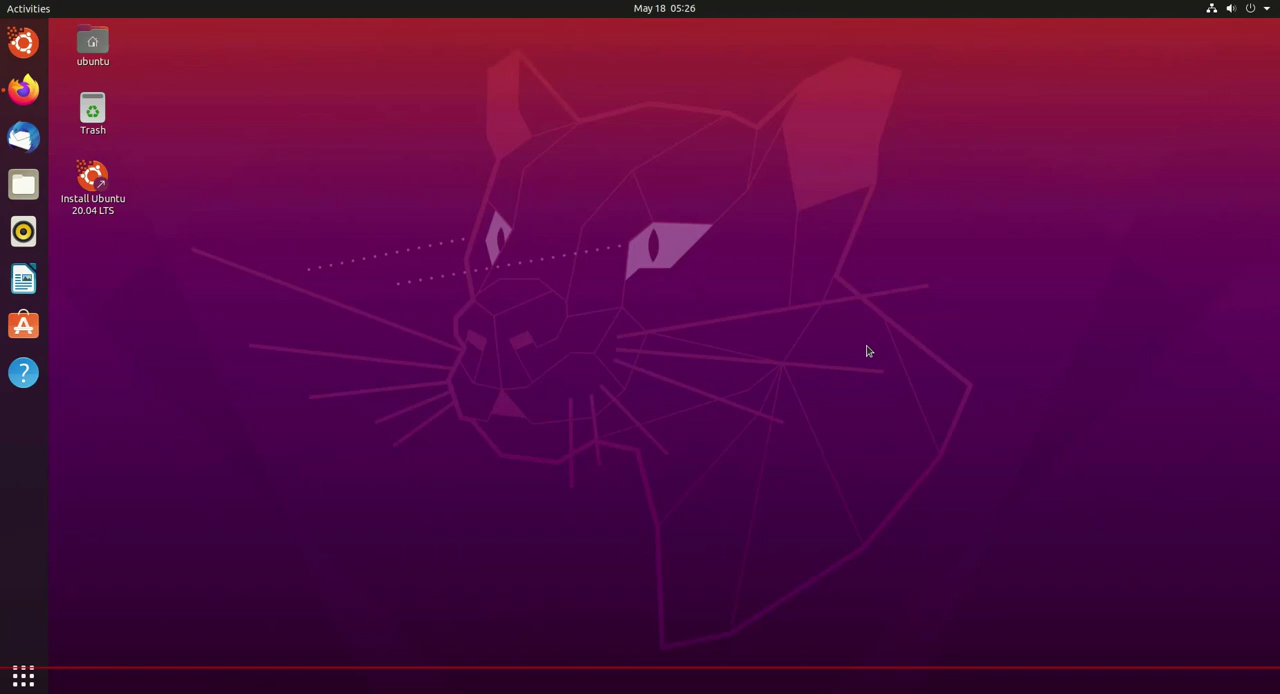 Activities
May 18 05:26
ubuntu
Trash
Install Ubuntu
20.04 LTS
?